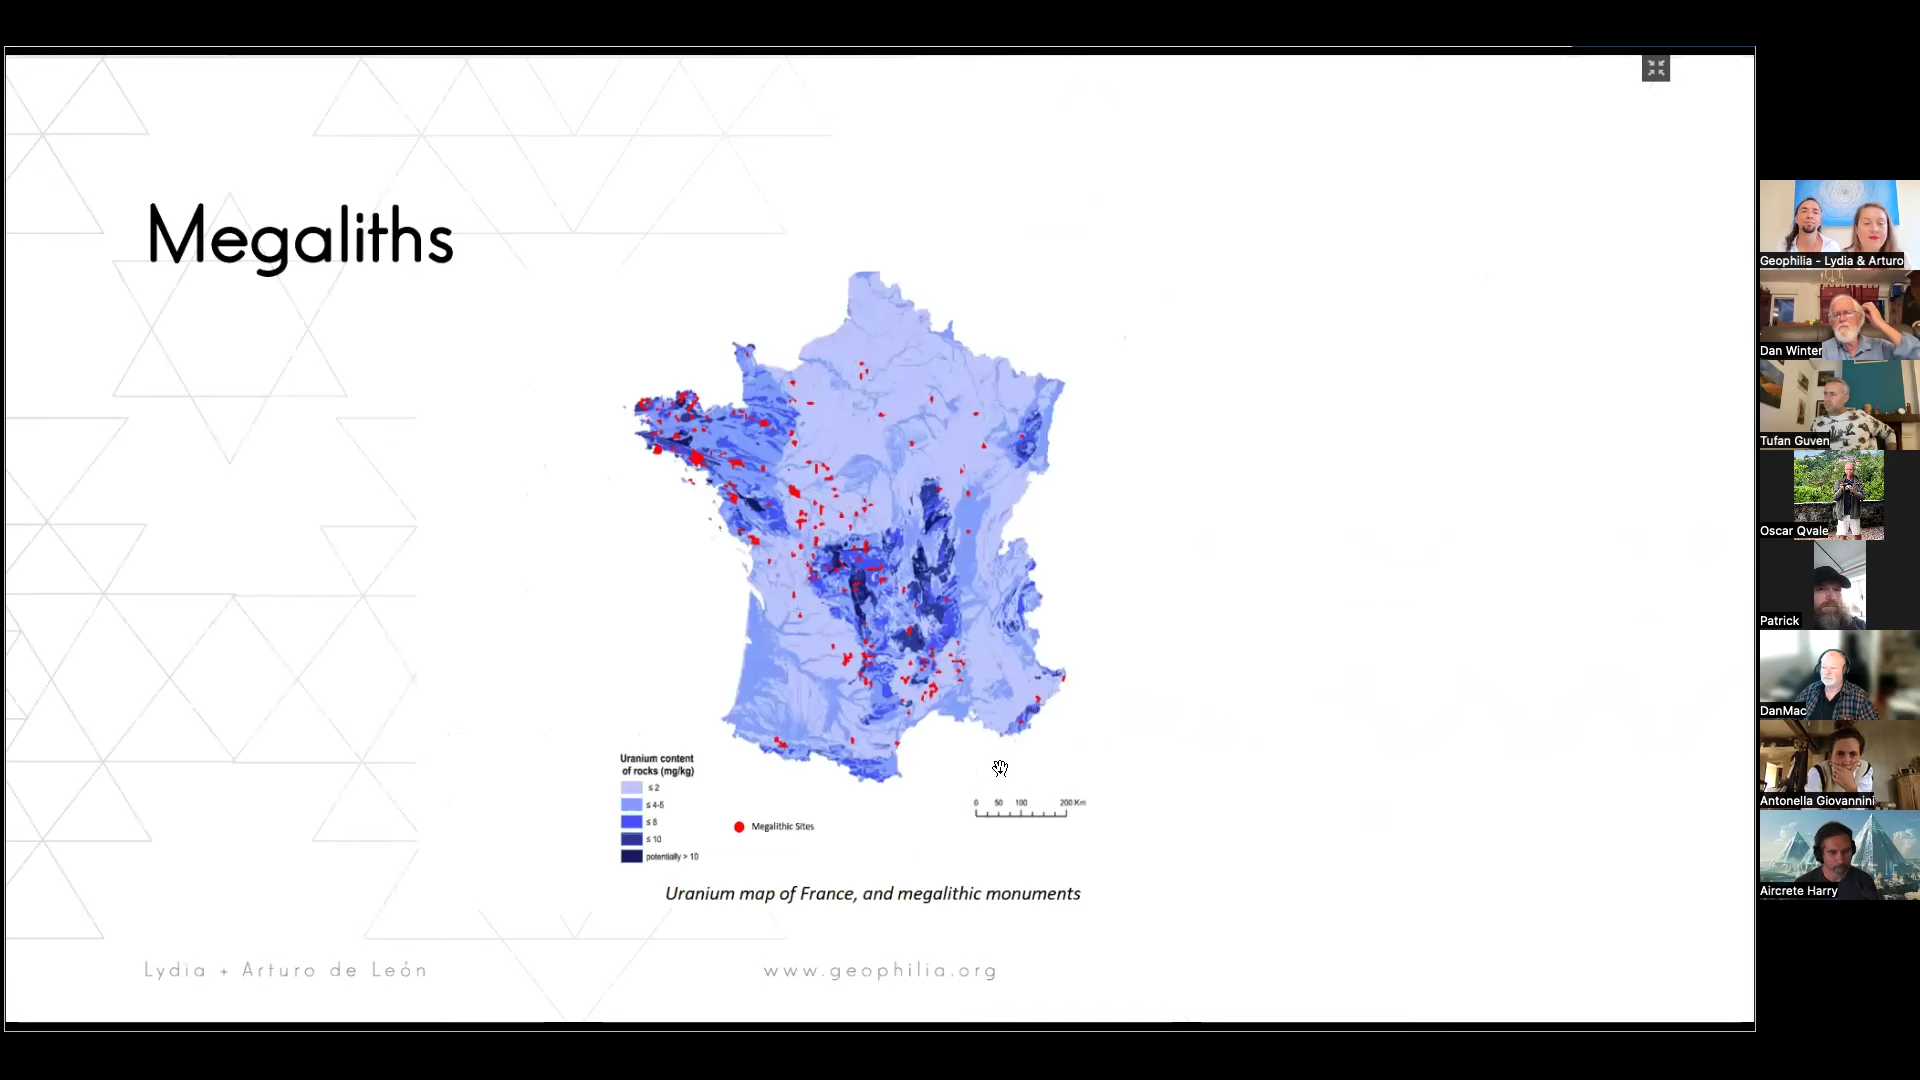 Megaliths
Uranium content
of rocks (mg/kg)
≤ 2
≤ 4-5
≤ 8
≤ 10
potentially > 10
Megalithic Sites
0 50 100 200 Km
Uranium map of France, and megalithic monuments
Lydia + Arturo de León
www.geophilia.org
Geophilia - Lydia & Arturo
Dan Winter
Tufan Guven
Oscar Qvale
Patrick
DanMac
Antonella Giovannini
Aircrete Harry